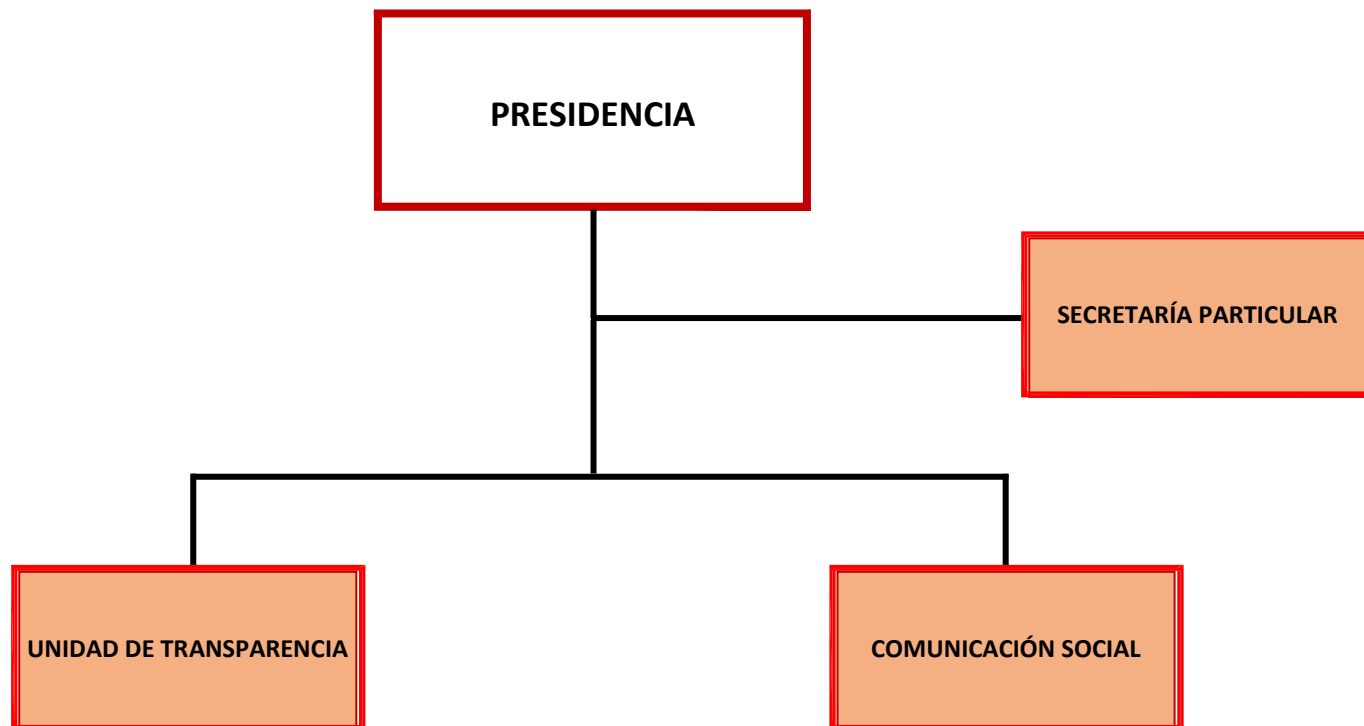 PRESIDENCIA
SECRETARÍA PARTICULAR
UNIDAD DE TRANSPARENCIA
COMUNICACIÓN SOCIAL